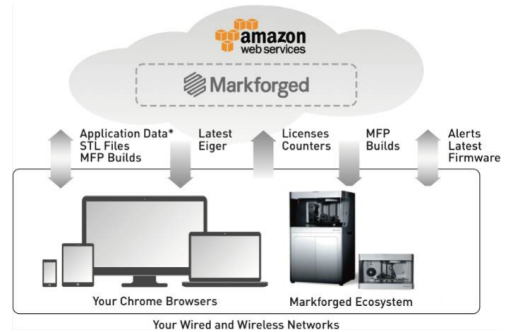 amazon
web services
Markforged
Application Data*
STL Files
MFP Builds
Latest
Eiger
Licenses
Counters
MFP
Builds
Alerts
Latest
Firmware
Your Chrome Browsers
Markforged Ecosystem
Your Wired and Wireless Networks